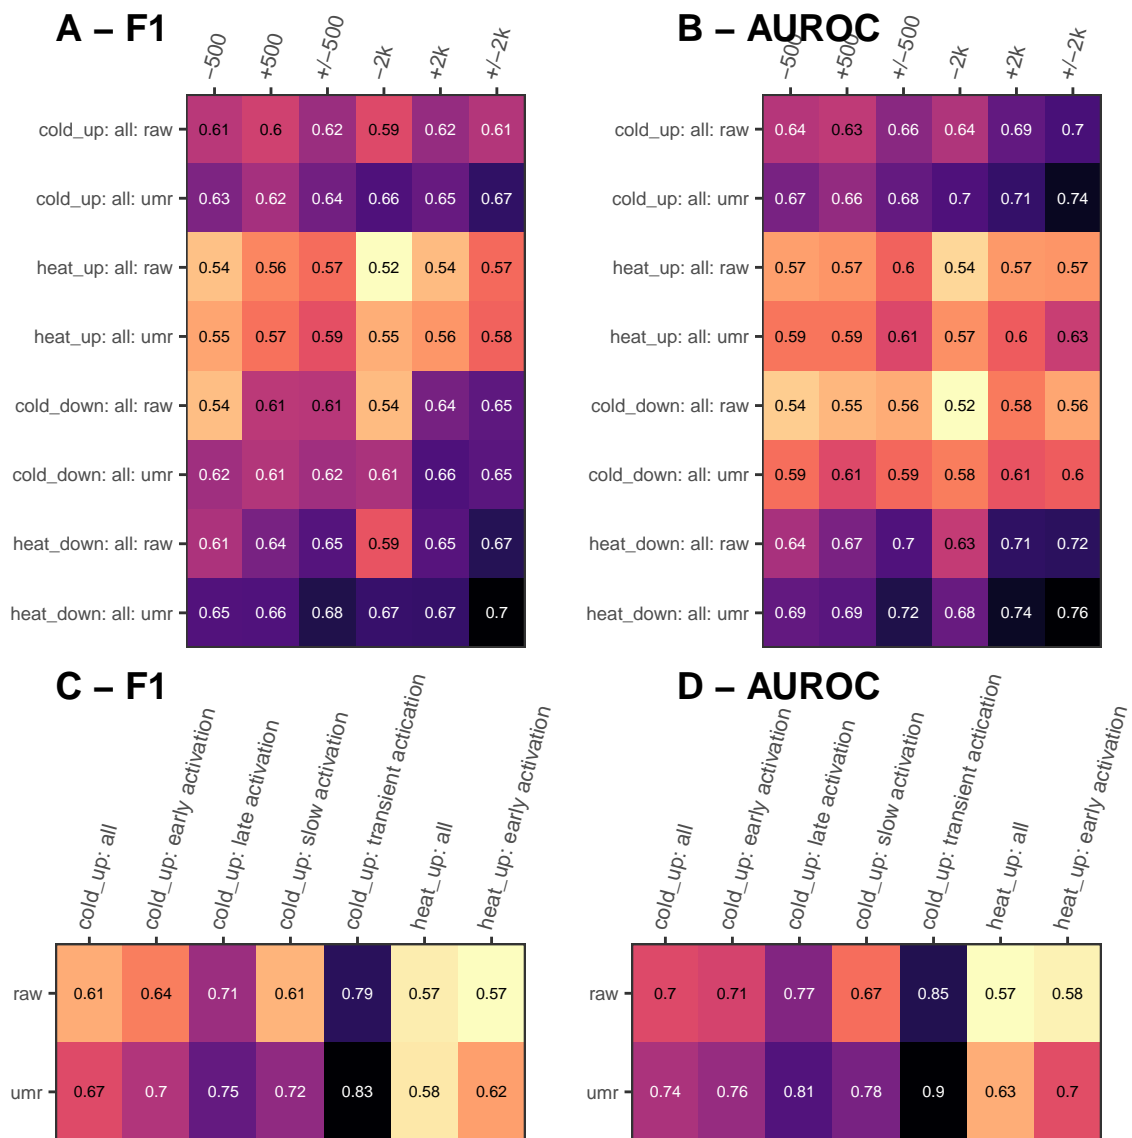 A – F1
−500 +500 +/−500 −2k +2k +/−2k
cold_up: all: raw 0.61 0.6 0.62 0.59 0.62 0.61
cold_up: all: umr 0.63 0.62 0.64 0.66 0.65 0.67
heat_up: all: raw 0.54 0.56 0.57 0.52 0.54 0.57
heat_up: all: umr 0.55 0.57 0.59 0.55 0.56 0.58
cold_down: all: raw 0.54 0.61 0.61 0.54 0.64 0.65
cold_down: all: umr 0.62 0.61 0.62 0.61 0.66 0.65
heat_down: all: raw 0.61 0.64 0.65 0.59 0.65 0.67
heat_down: all: umr 0.65 0.66 0.68 0.67 0.67 0.7
B – AUROC
−500 +500 +/−500 −2k +2k +/−2k
cold_up: all: raw 0.64 0.63 0.66 0.64 0.69 0.7
cold_up: all: umr 0.67 0.66 0.68 0.7 0.71 0.74
heat_up: all: raw 0.57 0.57 0.6 0.54 0.57 0.57
heat_up: all: umr 0.59 0.59 0.61 0.57 0.6 0.63
cold_down: all: raw 0.54 0.55 0.56 0.52 0.58 0.56
cold_down: all: umr 0.59 0.61 0.59 0.58 0.61 0.6
heat_down: all: raw 0.64 0.67 0.7 0.63 0.71 0.72
heat_down: all: umr 0.69 0.69 0.72 0.68 0.74 0.76
C – F1
cold_up: all
cold_up: early activation
cold_up: late activation
cold_up: slow activation
cold_up: transient actication
heat_up: all
heat_up: early activation
raw 0.61 0.64 0.71 0.61 0.79 0.57 0.57
umr 0.67 0.7 0.75 0.72 0.83 0.58 0.62
D – AUROC
cold_up: all
cold_up: early activation
cold_up: late activation
cold_up: slow activation
cold_up: transient actication
heat_up: all
heat_up: early activation
raw 0.7 0.71 0.77 0.67 0.85 0.57 0.58
umr 0.74 0.76 0.81 0.78 0.9 0.63 0.7